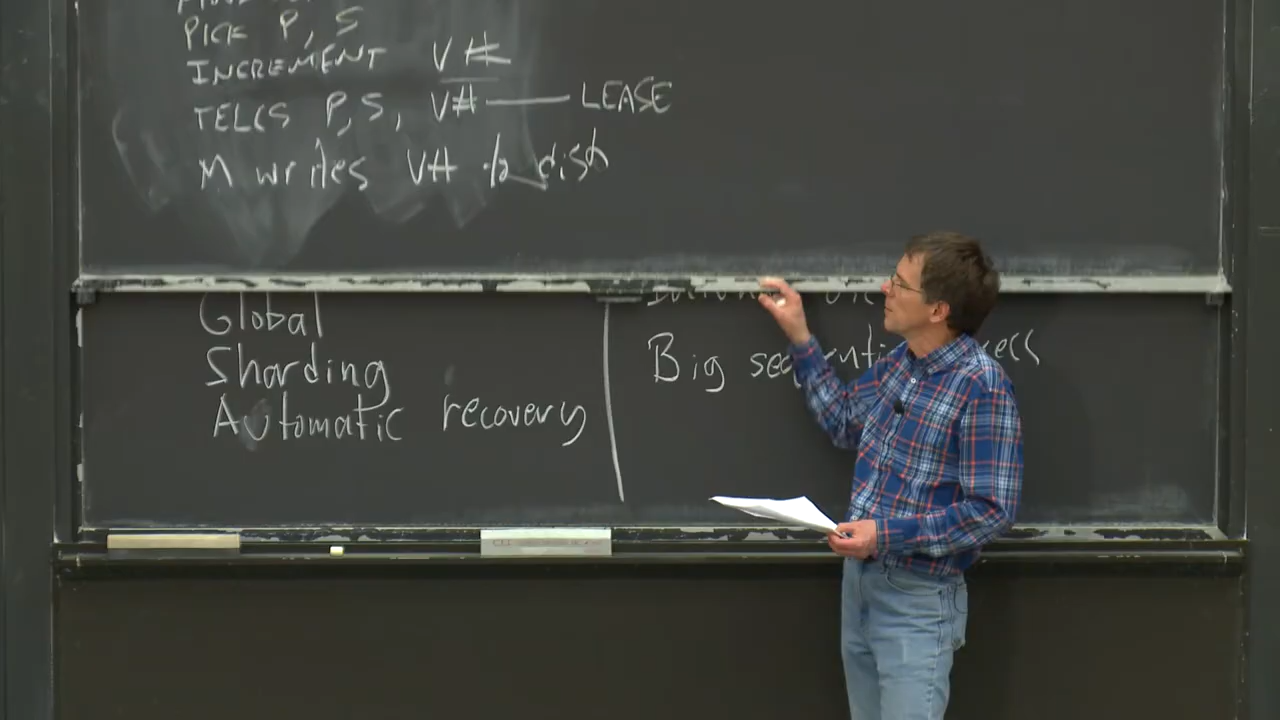 PICK P, S
INCREMENT V#
TELLS P,S, V# — LEASE
M writes V# to disk
Global
Sharding
Automatic recovery
Big